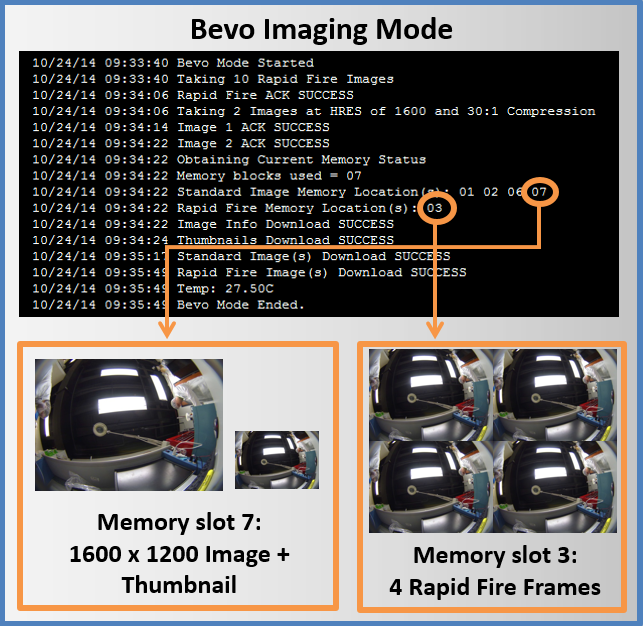 Bevo Imaging Mode
10/24/14 09:33:40 Bevo Mode Started
10/24/14 09:33:40 Taking 10 Rapid Fire Images
10/24/14 09:34:06 Rapid Fire ACK SUCCESS
10/24/14 09:34:06 Taking 2 Images at HRES of 1600 and 30:1 Compression
10/24/14 09:34:14 Image 1 ACK SUCCESS
10/24/14 09:34:22 Image 2 ACK SUCCESS
10/24/14 09:34:22 Obtaining Current Memory Status
10/24/14 09:34:22 Memory blocks used = 07
10/24/14 09:34:22 Standard Image Memory Location(s): 01 02 06 07
10/24/14 09:34:22 Rapid Fire Memory Location(s): 03
10/24/14 09:34:22 Image Info Download SUCCESS
10/24/14 09:34:24 Thumbnails Download SUCCESS
10/24/14 09:35:17 Standard Image(s) Download SUCCESS
10/24/14 09:35:49 Rapid Fire Image(s) Download SUCCESS
10/24/14 09:35:49 Temp: 27.50C
10/24/14 09:35:49 Bevo Mode Ended.
Memory slot 7:
1600 x 1200 Image +
Thumbnail
Memory slot 3:
4 Rapid Fire Frames